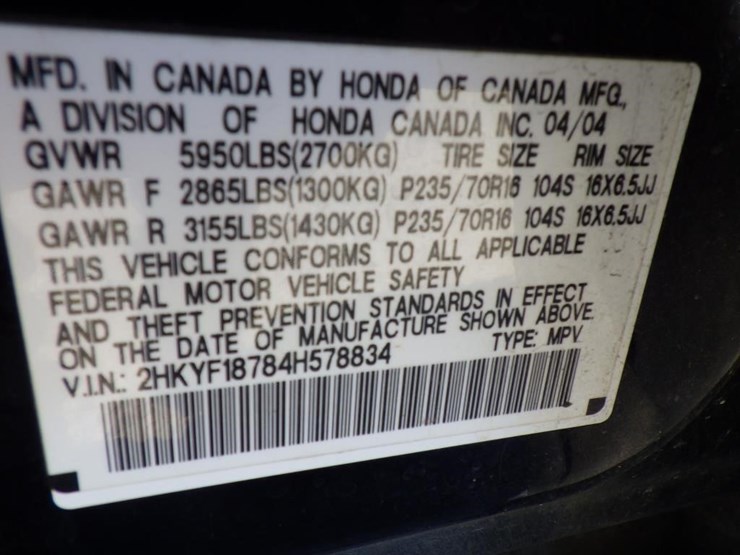 MFD. IN CANADA BY HONDA OF CANADA MFG.,
A DIVISION OF HONDA CANADA INC. 04/04
GVWR 5950LBS(2700KG) TIRE SIZE RIM SIZE
GAWR F 2865LBS(1300KG) P235/70R16 104S 16X6.5JJ
GAWR R 3155LBS(1430KG) P235/70R16 104S 16X6.5JJ
THIS VEHICLE CONFORMS TO ALL APPLICABLE
FEDERAL MOTOR VEHICLE SAFETY
AND THEFT PREVENTION STANDARDS IN EFFECT
ON THE DATE OF MANUFACTURE SHOWN ABOVE.
V.I.N.: 2HKYF18784H578834 TYPE: MPV